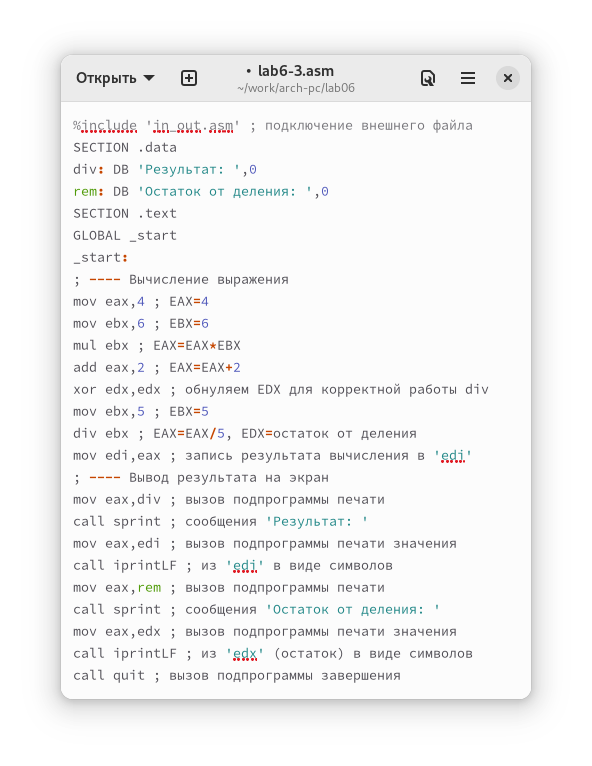 Открыть
• lab6-3.asm
~/work/arch-pc/lab06
%include 'in_out.asm' ; подключение внешнего файла
SECTION .data
div: DB 'Результат: ',0
rem: DB 'Остаток от деления: ',0
SECTION .text
GLOBAL _start
_start:
; ---- Вычисление выражения
mov eax,4 ; EAX=4
mov ebx,6 ; EBX=6
mul ebx ; EAX=EAX*EBX
add eax,2 ; EAX=EAX+2
xor edx,edx ; обнуляем EDX для корректной работы div
mov ebx,5 ; EBX=5
div ebx ; EAX=EAX/5, EDX=остаток от деления
mov edi,eax ; запись результата вычисления в 'edi'
; ---- Вывод результата на экран
mov eax,div ; вызов подпрограммы печати
call sprint ; сообщения 'Результат: '
mov eax,edi ; вызов подпрограммы печати значения
call iprintLF ; из 'edi' в виде символов
mov eax,rem ; вызов подпрограммы печати
call sprint ; сообщения 'Остаток от деления: '
mov eax,edx ; вызов подпрограммы печати значения
call iprintLF ; из 'edx' (остаток) в виде символов
call quit ; вызов подпрограммы завершения